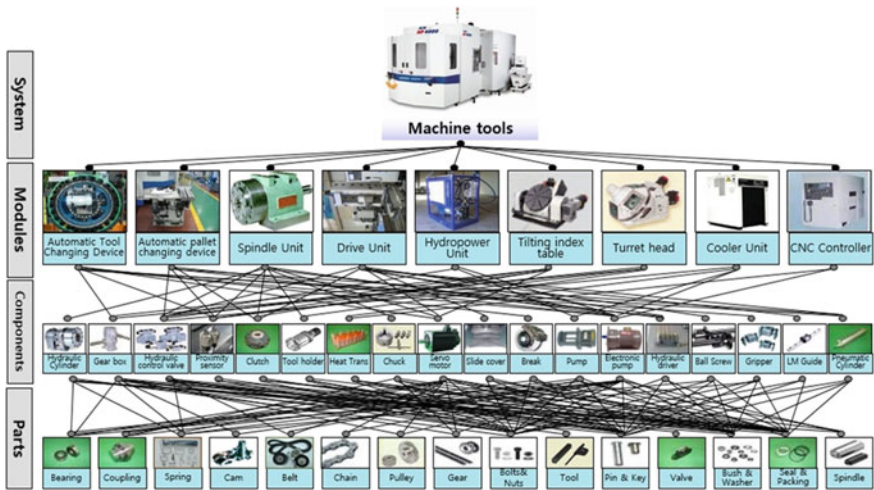 System
Machine tools
Modules
Automatic Tool
Changing Device
Automatic pallet
changing device
Spindle Unit
Drive Unit
Hydropower
Unit
Tilting index
table
Turret head
Cooler Unit
CNC Controller
Components
Hydraulic
Cylinder
Gear box
Hydraulic
control valve
Proximity
sensor
Clutch
Tool holder
Heat Trans
Chuck
Servo
motor
Slide cover
Break
Pump
Electronic
pump
Hydraulic
driver
Ball Screw
Gripper
LM Guide
Pneumatic
Cylinder
Parts
Bearing
Coupling
Spring
Cam
Belt
Chain
Pulley
Gear
Bolts&
Nuts
Tool
Pin & Key
Valve
Bush &
Washer
Seal &
Packing
Spindle